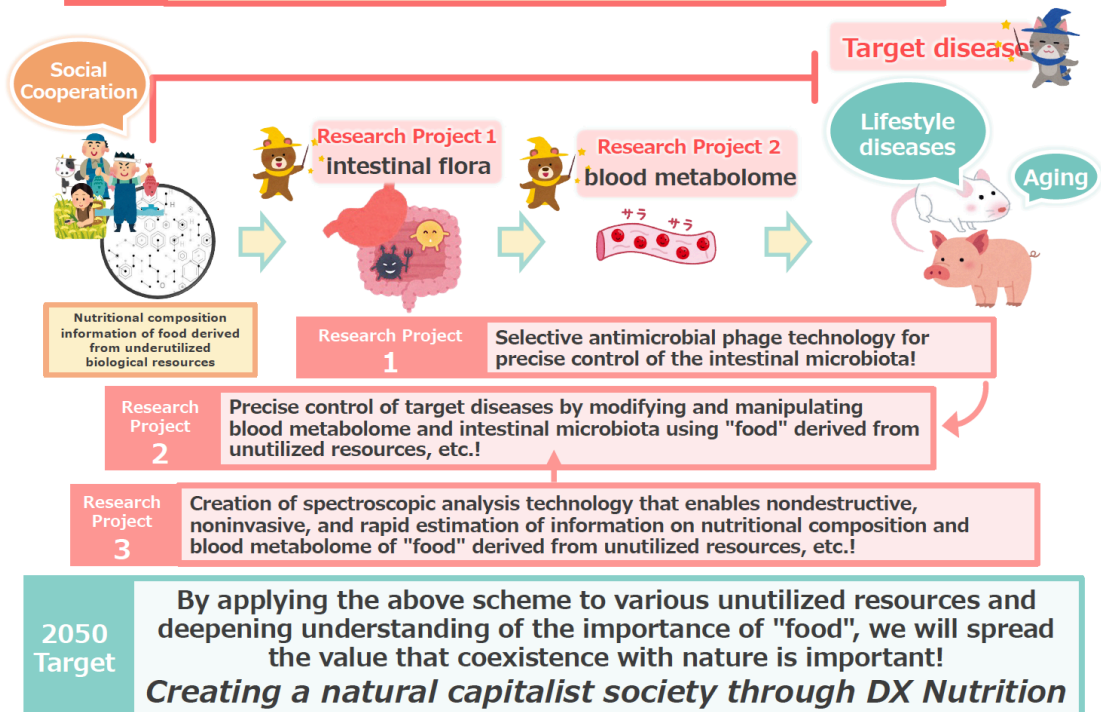 Target disease
Social
Cooperation
Lifestyle
diseases
Aging
Research Project 1
intestinal flora
Research Project 2
blood metabolome
サラ サラ
Nutritional composition
information of food derived
from underutilized
biological resources
Research Project
1
Selective antimicrobial phage technology for
precise control of the intestinal microbiota!
Research
Project
2
Precise control of target diseases by modifying and manipulating
blood metabolome and intestinal microbiota using "food" derived from
unutilized resources, etc.!
Research
Project
3
Creation of spectroscopic analysis technology that enables nondestructive,
noninvasive, and rapid estimation of information on nutritional composition and
blood metabolome of "food" derived from unutilized resources, etc.!
2050
Target
By applying the above scheme to various unutilized resources and
deepening understanding of the importance of "food", we will spread
the value that coexistence with nature is important!
Creating a natural capitalist society through DX Nutrition